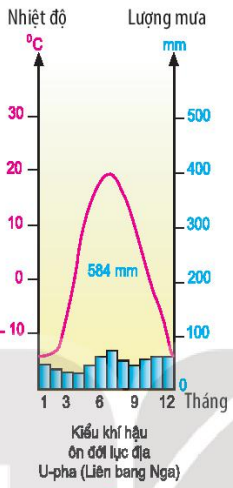 Nhiệt độ Lượng mưa
⁰C mm
30 500
20 400
10 300
584 mm
0 200
- 10 100
0
1 3 6 9 12 Tháng
Kiểu khí hậu
ôn đới lục địa
U-pha (Liên bang Nga)